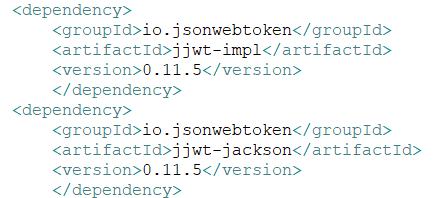 <dependency>
<groupId>io.jsonwebtoken</groupId>
<artifactId>jjwt-impl</artifactId>
<version>0.11.5</version>
</dependency>
<dependency>
<groupId>io.jsonwebtoken</groupId>
<artifactId>jjwt-jackson</artifactId>
<version>0.11.5</version>
</dependency>